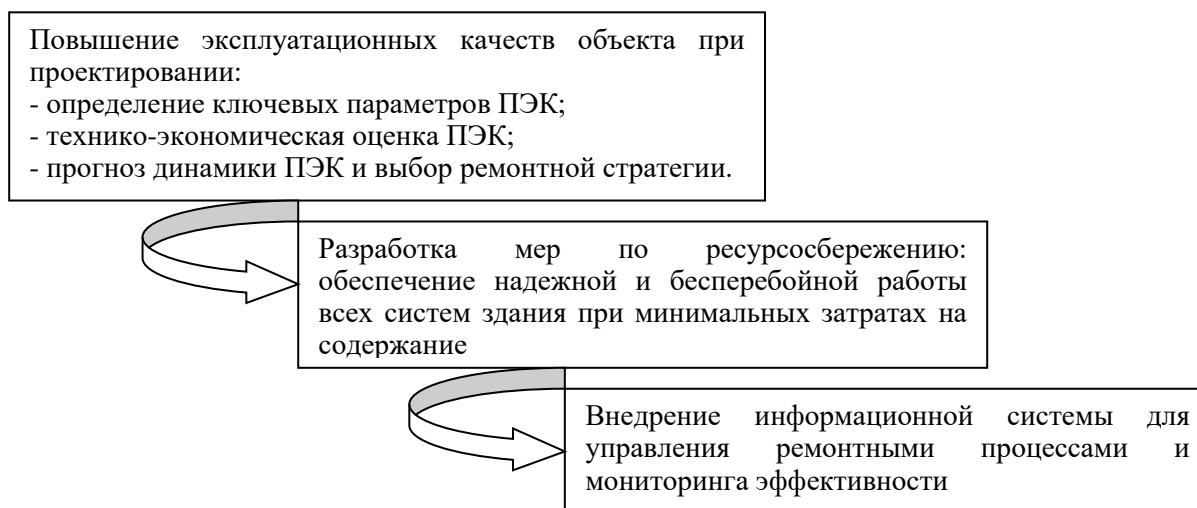 Повышение эксплуатационных качеств объекта при
проектировании:
- определение ключевых параметров ПЭК;
- технико-экономическая оценка ПЭК;
- прогноз динамики ПЭК и выбор ремонтной стратегии.
Разработка мер по ресурсосбережению:
обеспечение надежной и бесперебойной работы
всех систем здания при минимальных затратах на
содержание
Внедрение информационной системы для
управления ремонтными процессами и
мониторинга эффективности